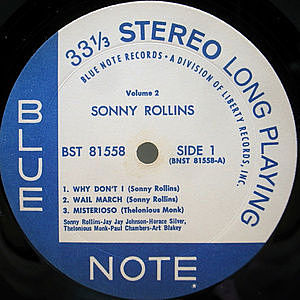 33⅓ STEREO LONG PLAYING
BLUE NOTE RECORDS • A DIVISION OF LIBERTY RECORDS, INC.
Volume 2
SONNY ROLLINS
BST 81558
SIDE 1
(BNST 81558-A)
1. WHY DON'T I (Sonny Rollins)
2. WAIL MARCH (Sonny Rollins)
3. MISTERIOSO (Thelonious Monk)
Sonny Rollins-Jay Jay Johnson-Horace Silver,
Thelonious Monk-Paul Chambers-Art Blakey
BLUE
NOTE